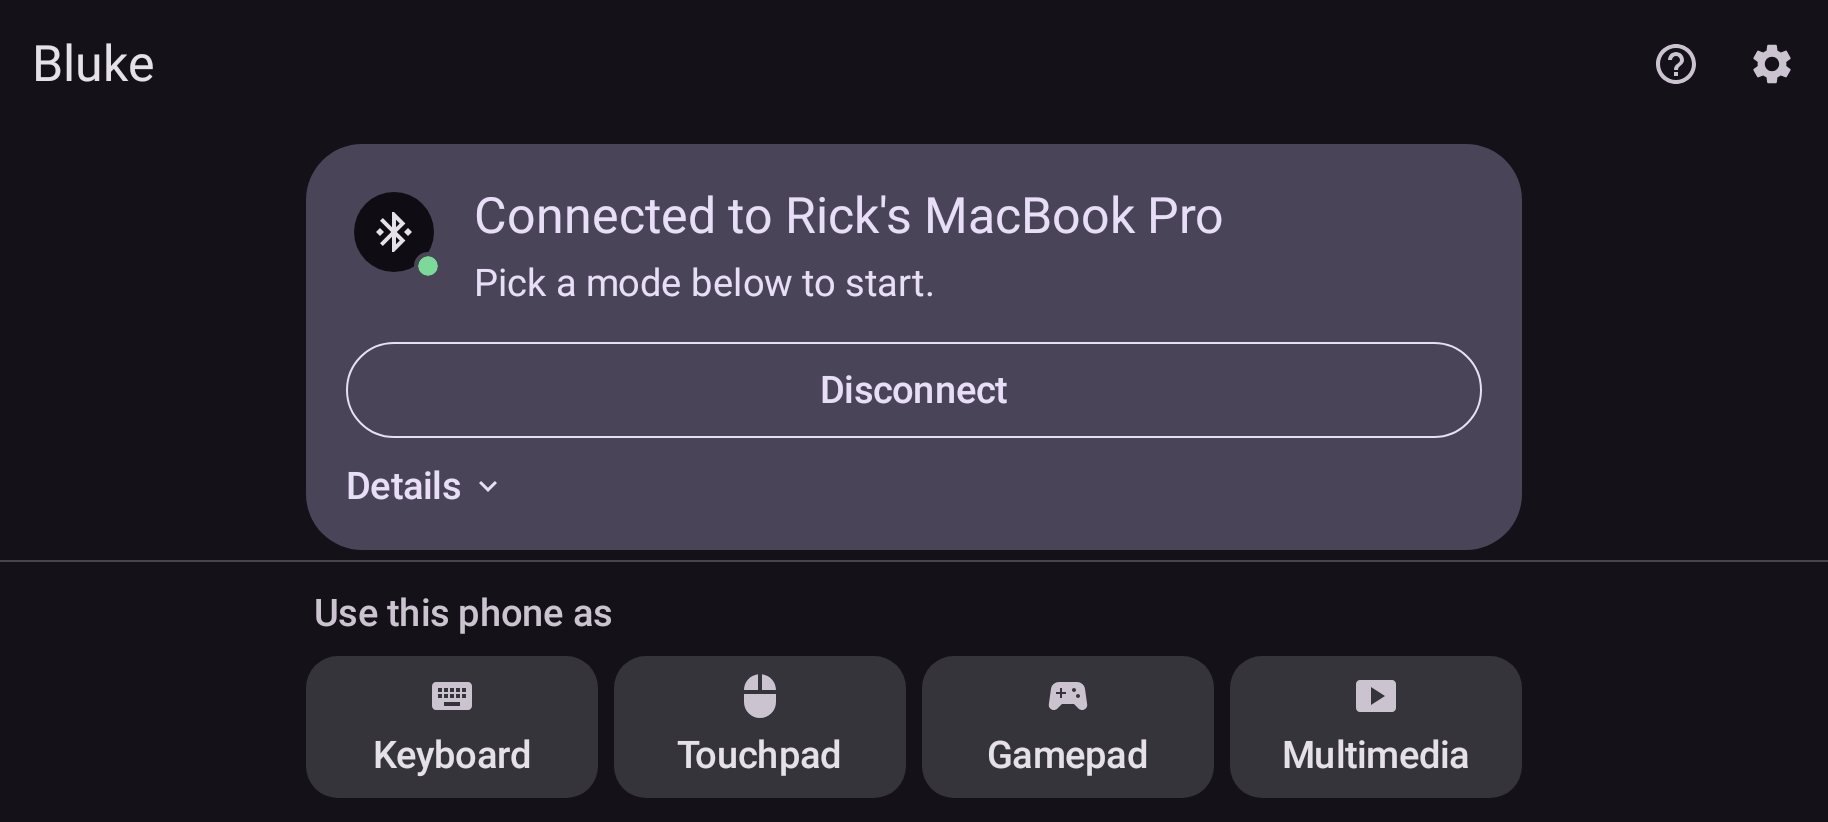 Bluke
Connected to Rick's MacBook Pro
Pick a mode below to start.
Disconnect
Details
Use this phone as
Keyboard
Touchpad
Gamepad
Multimedia